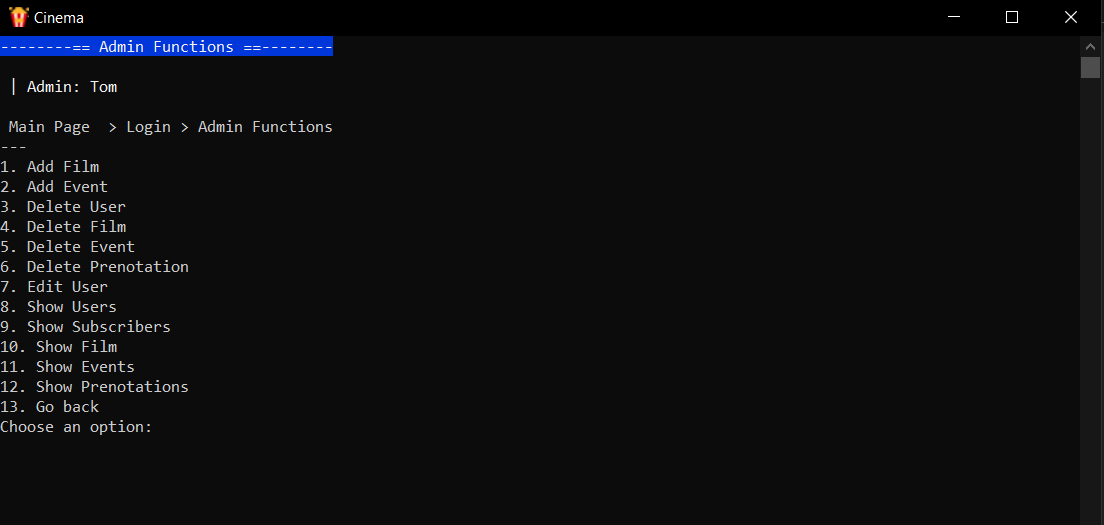 Cinema
--------== Admin Functions ==--------
| Admin: Tom
Main Page  > Login > Admin Functions
---
1. Add Film
2. Add Event
3. Delete User
4. Delete Film
5. Delete Event
6. Delete Prenotation
7. Edit User
8. Show Users
9. Show Subscribers
10. Show Film
11. Show Events
12. Show Prenotations
13. Go back
Choose an option: